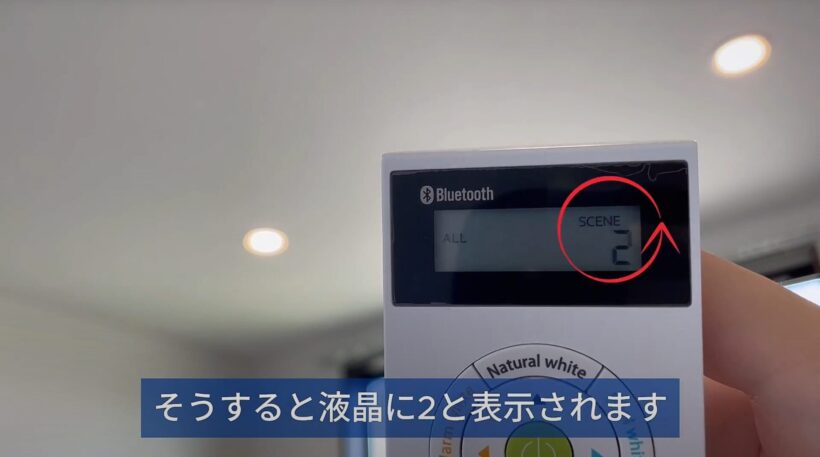 Bluetooth
SCENE
ALL
2
Natural white
そうすると液晶に2と表示されます